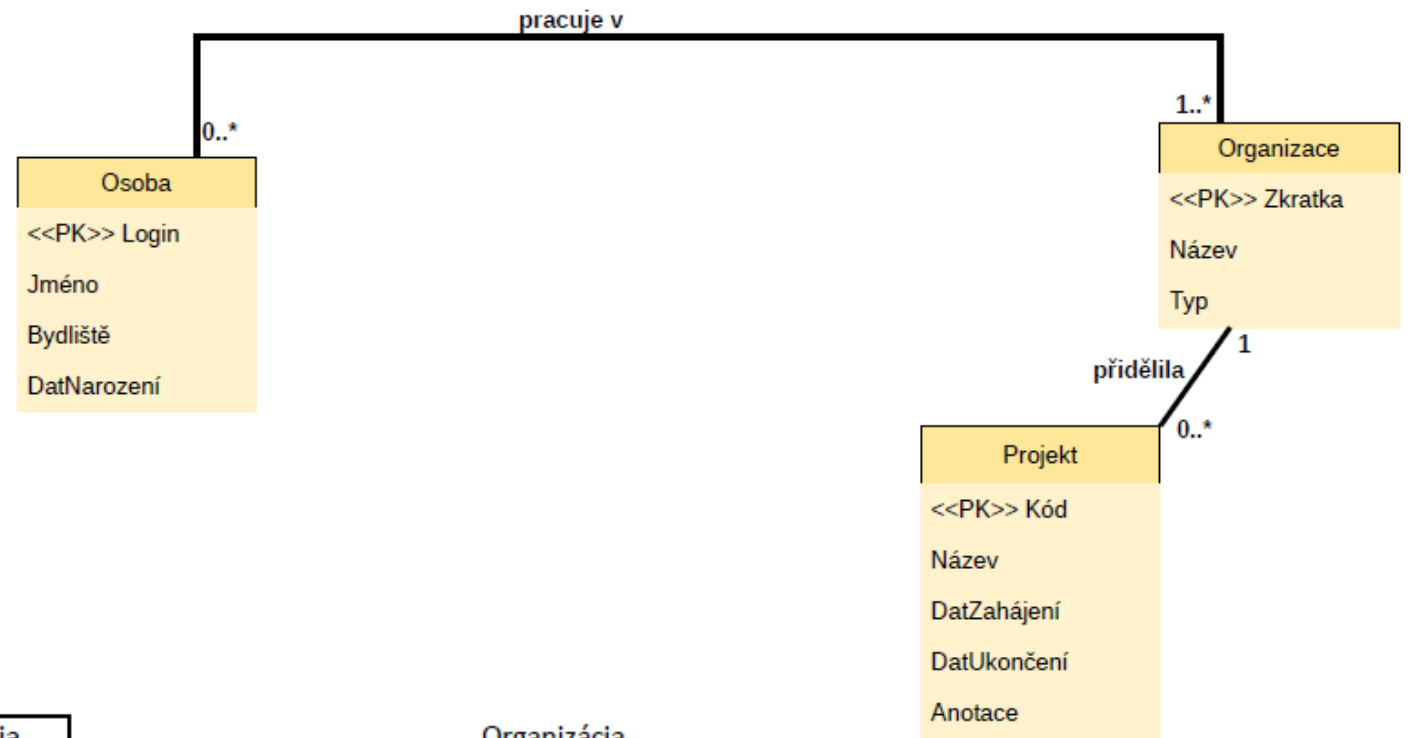 pracuje v
0..*
1..*
Osoba
<<PK>> Login
Jméno
Bydliště
DatNarození
Organizace
<<PK>> Zkratka
Název
Typ
1
přidělila
0..*
Projekt
<<PK>> Kód
Název
DatZahájení
DatUkončení
Anotace
Organizácia